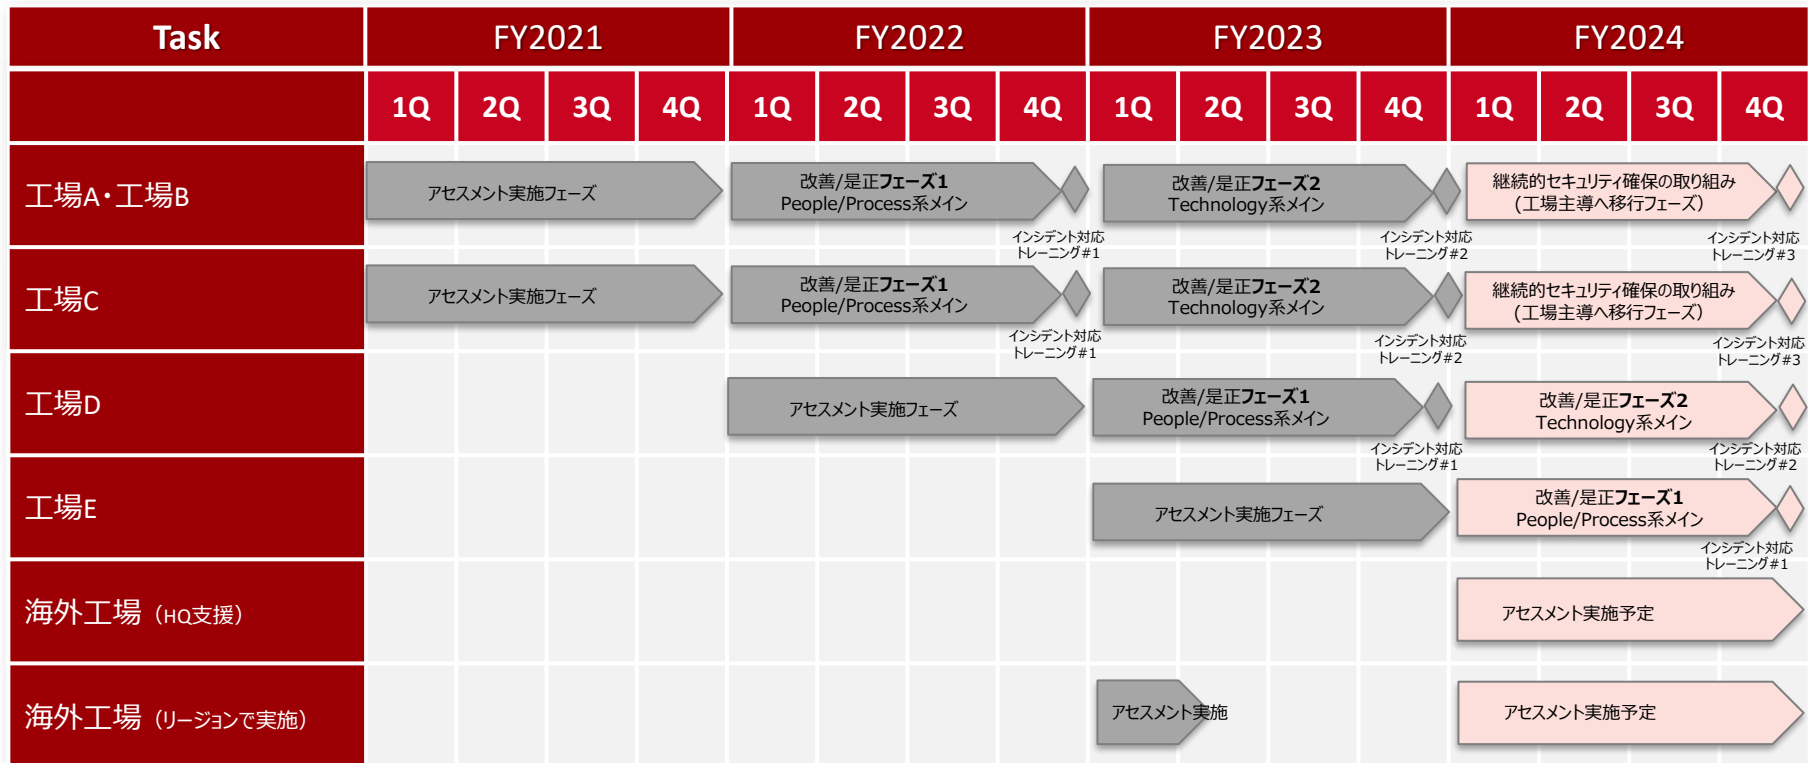 Task FY2021 FY2022 FY2023 FY2024
1Q 2Q 3Q 4Q 1Q 2Q 3Q 4Q 1Q 2Q 3Q 4Q 1Q 2Q 3Q 4Q
工場A・工場B
アセスメント実施フェーズ
改善/是正フェーズ1
People/Process系メイン
インシデント対応
トレーニング#1
改善/是正フェーズ2
Technology系メイン
インシデント対応
トレーニング#2
継続的セキュリティ確保の取り組み
(工場主導へ移行フェーズ)
インシデント対応
トレーニング#3
工場C
アセスメント実施フェーズ
改善/是正フェーズ1
People/Process系メイン
インシデント対応
トレーニング#1
改善/是正フェーズ2
Technology系メイン
インシデント対応
トレーニング#2
継続的セキュリティ確保の取り組み
(工場主導へ移行フェーズ)
インシデント対応
トレーニング#3
工場D
アセスメント実施フェーズ
改善/是正フェーズ1
People/Process系メイン
インシデント対応
トレーニング#1
改善/是正フェーズ2
Technology系メイン
インシデント対応
トレーニング#2
工場E
アセスメント実施フェーズ
改善/是正フェーズ1
People/Process系メイン
インシデント対応
トレーニング#1
海外工場（HQ支援）
アセスメント実施予定
海外工場（リージョンで実施）
アセスメント実施
アセスメント実施予定